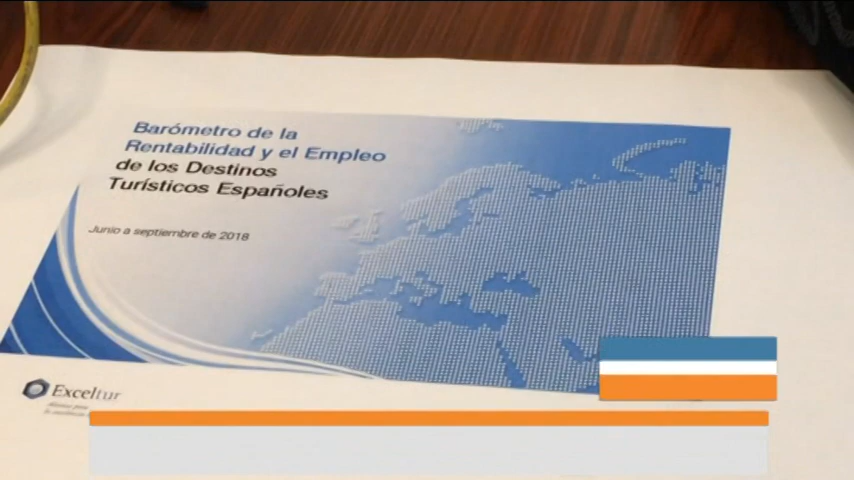 Barómetro de la
Rentabilidad y el Empleo
de los Destinos
Turísticos Españoles
Junio a septiembre de 2018
Exceltur